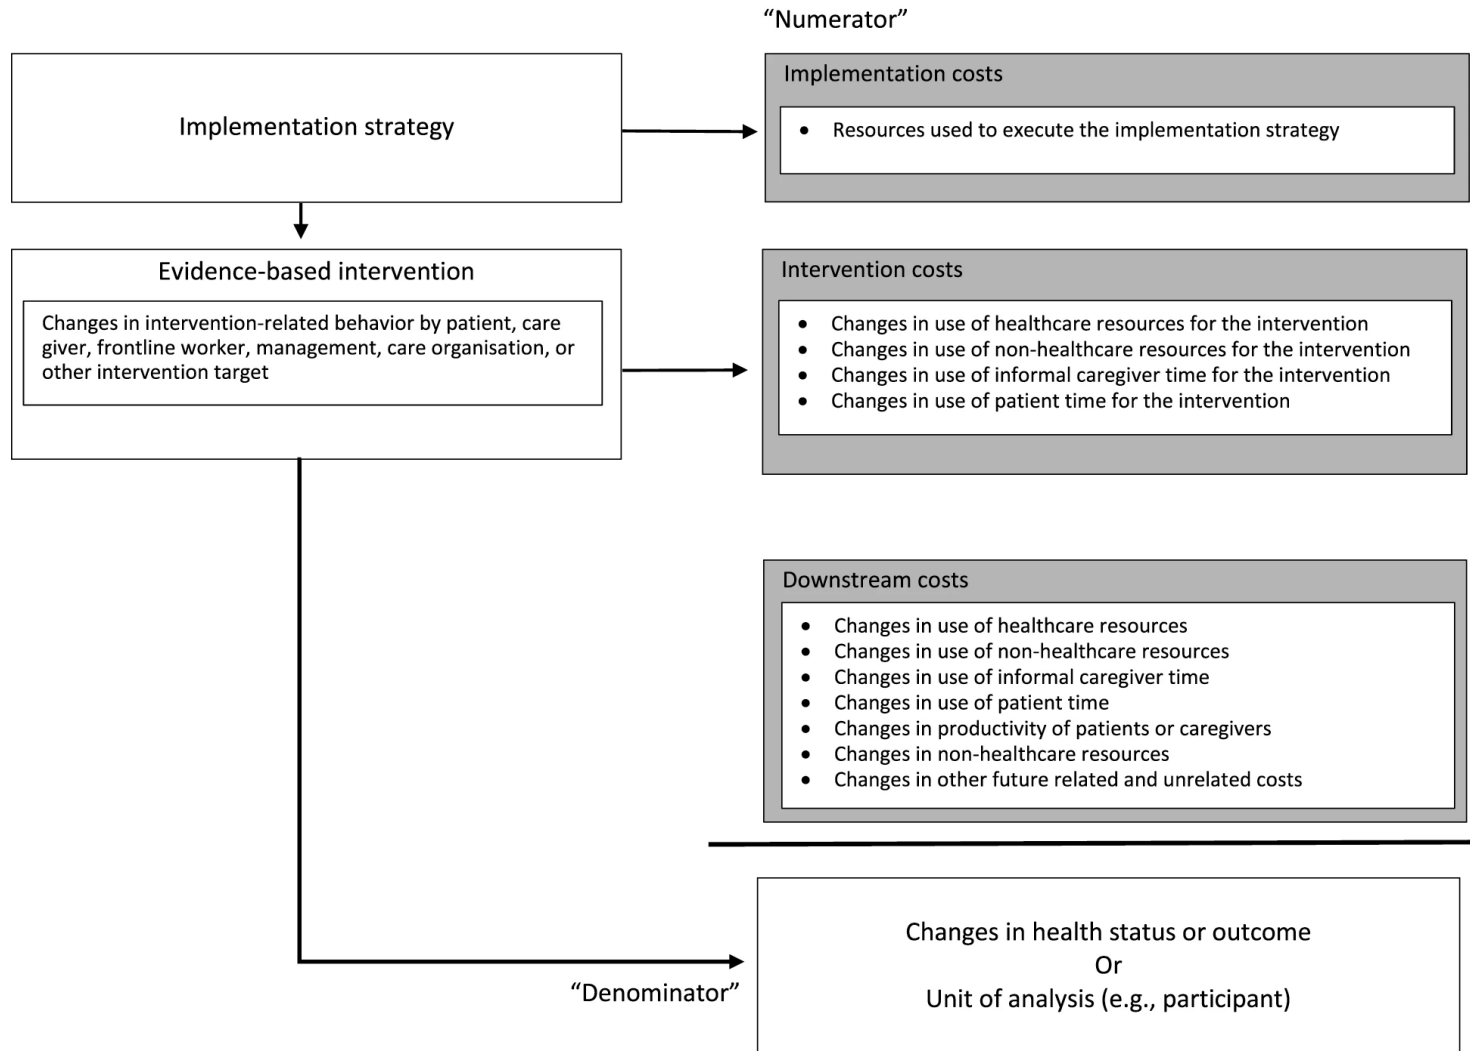 “Numerator”
Implementation strategy
Implementation costs
• Resources used to execute the implementation strategy
Evidence-based intervention
Changes in intervention-related behavior by patient, care
giver, frontline worker, management, care organisation, or
other intervention target
Intervention costs
• Changes in use of healthcare resources for the intervention
• Changes in use of non-healthcare resources for the intervention
• Changes in use of informal caregiver time for the intervention
• Changes in use of patient time for the intervention
Downstream costs
• Changes in use of healthcare resources
• Changes in use of non-healthcare resources
• Changes in use of informal caregiver time
• Changes in use of patient time
• Changes in productivity of patients or caregivers
• Changes in non-healthcare resources
• Changes in other future related and unrelated costs
“Denominator”
Changes in health status or outcome
Or
Unit of analysis (e.g., participant)